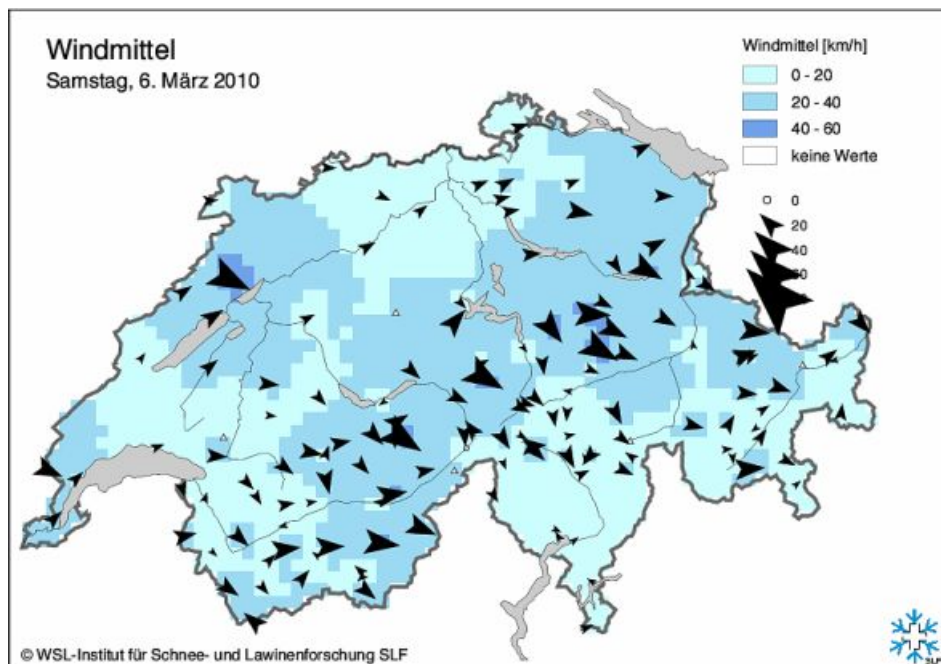 Windmittel
Samstag, 6. März 2010
Windmittel [km/h]
0 - 20
20 - 40
40 - 60
keine Werte
0
20
40
© WSL-Institut für Schnee- und Lawinenforschung SLF
SLF